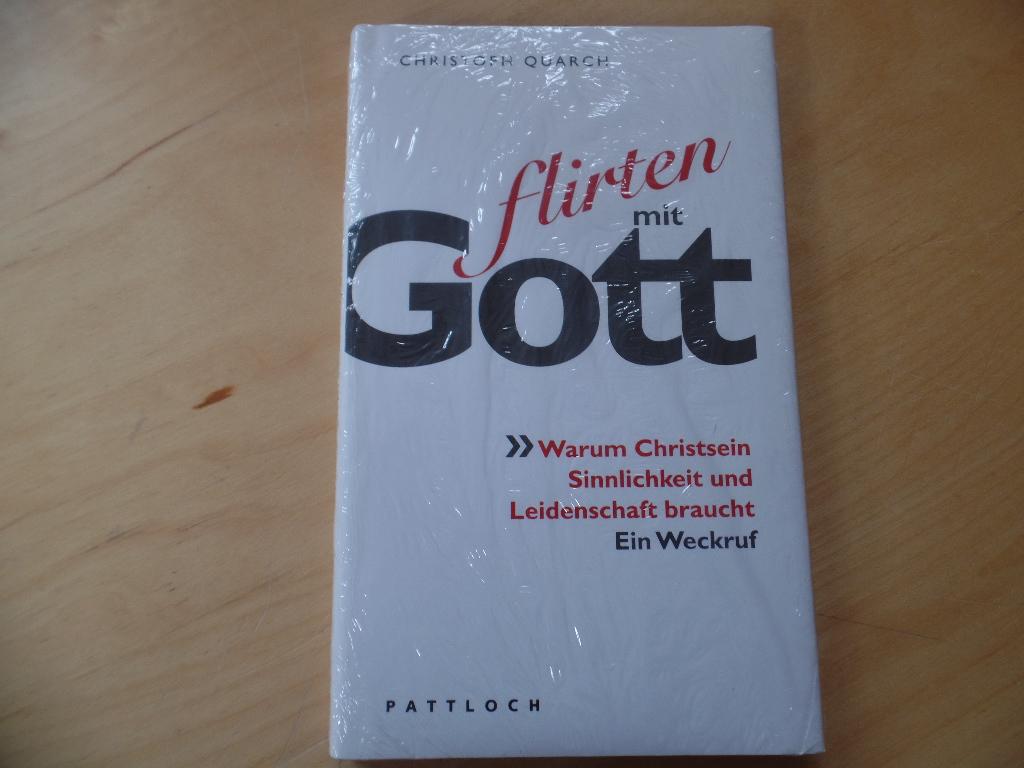 CHRISTOPH QUARCH
flirten
mit
Gott
»Warum Christsein
Sinnlichkeit und
Leidenschaft braucht
Ein Weckruf
PATTLOCH